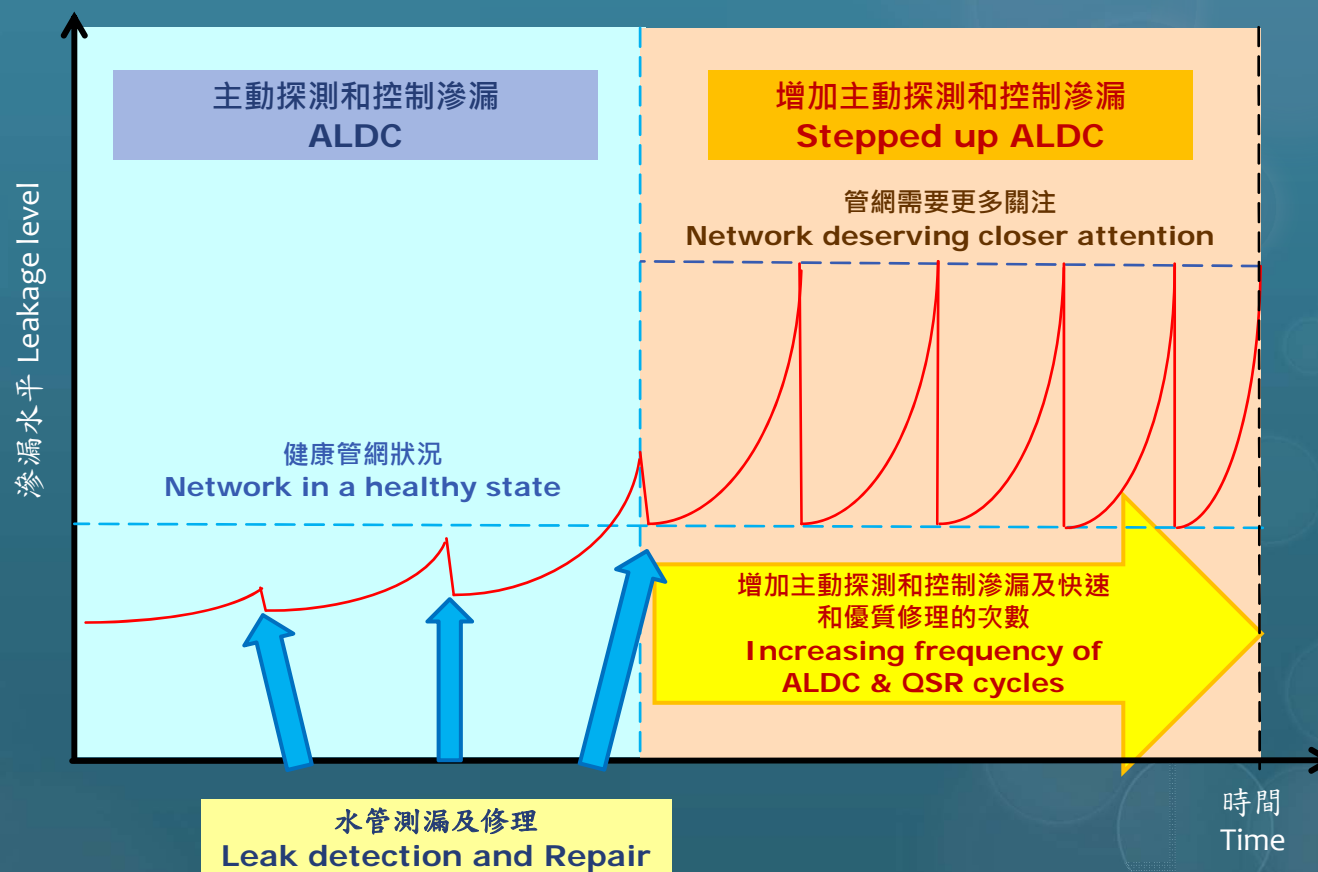 主動探測和控制滲漏
ALDC
增加主動探測和控制滲漏
Stepped up ALDC
管網需要更多關注
Network deserving closer attention
滲漏水平 Leakage level
健康管網狀況
Network in a healthy state
增加主動探測和控制滲漏及快速
和優質修理的次數
Increasing frequency of
ALDC & QSR cycles
水管測漏及修理
Leak detection and Repair
時間
Time